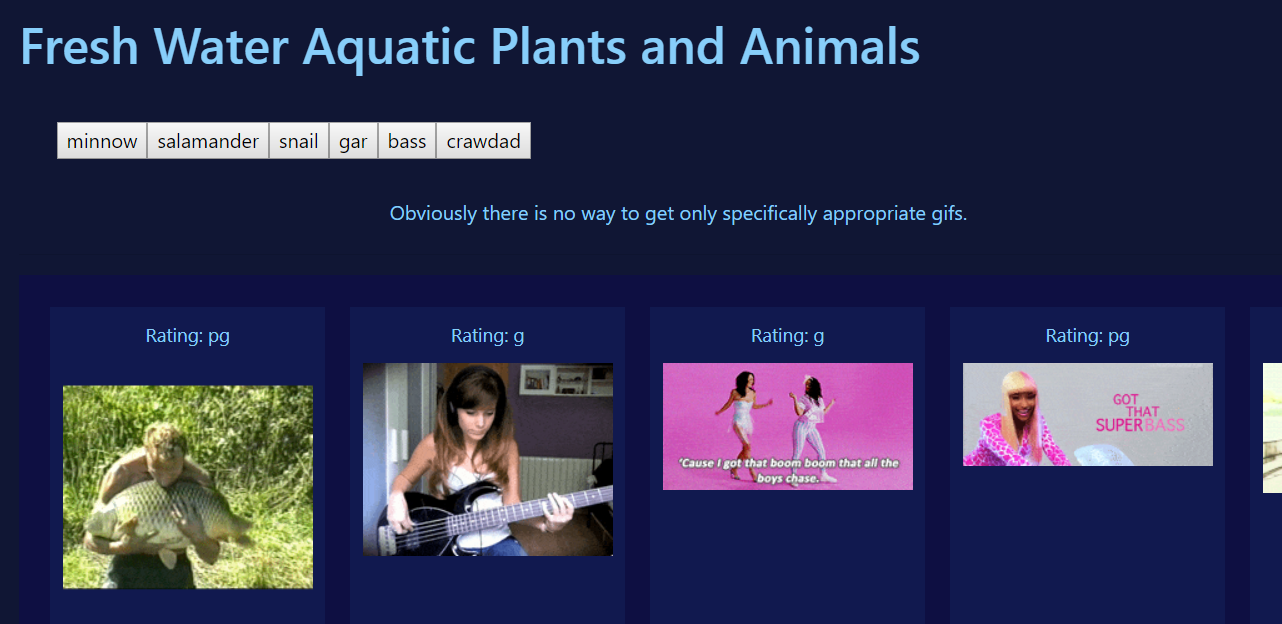 Fresh Water Aquatic Plants and Animals
minnow salamander snail gar bass crawdad
Obviously there is no way to get only specifically appropriate gifs.
Rating: pg
Rating: g
Rating: g
Rating: pg
'Cause I got that boom boom that all the
boys chase.
GOT
THAT
SUPERBASS